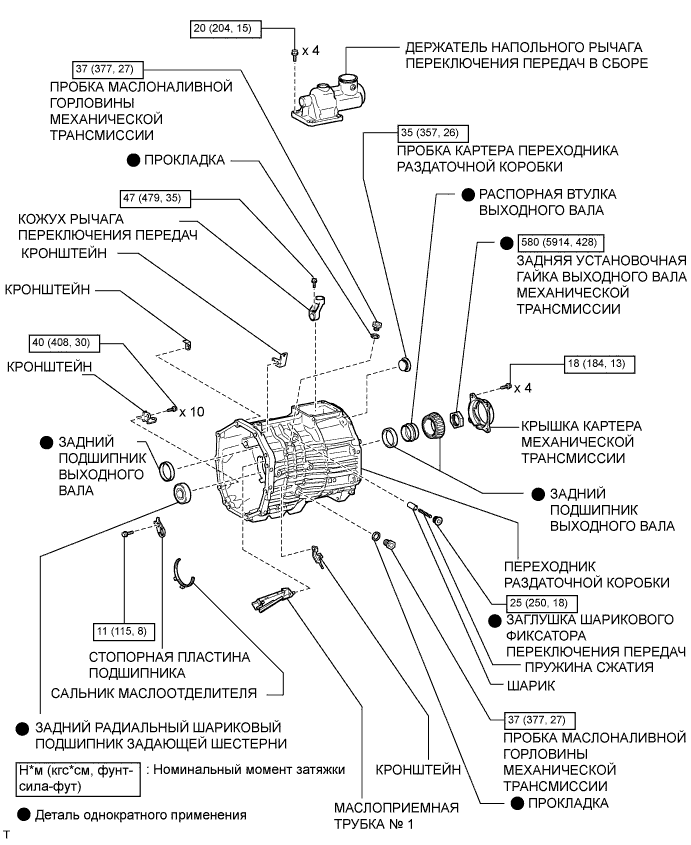 20 (204, 15)
x 4
ДЕРЖАТЕЛЬ НАПОЛЬНОГО РЫЧАГА
ПЕРЕКЛЮЧЕНИЯ ПЕРЕДАЧ В СБОРЕ
37 (377, 27)
ПРОБКА МАСЛОНАЛИВНОЙ
ГОРЛОВИНЫ
МЕХАНИЧЕСКОЙ
ТРАНСМИССИИ
35 (357, 26)
ПРОБКА КАРТЕРА ПЕРЕХОДНИКА
РАЗДАТОЧНОЙ КОРОБКИ
ПРОКЛАДКА
47 (479, 35)
РАСПОРНАЯ ВТУЛКА
ВЫХОДНОГО ВАЛА
КОЖУХ РЫЧАГА
ПЕРЕКЛЮЧЕНИЯ ПЕРЕДАЧ
КРОНШТЕЙН
580 (5914, 428)
ЗАДНЯЯ УСТАНОВОЧНАЯ
ГАЙКА ВЫХОДНОГО ВАЛА
МЕХАНИЧЕСКОЙ
ТРАНСМИССИИ
КРОНШТЕЙН
40 (408, 30)
КРОНШТЕЙН
x 10
18 (184, 13)
x 4
КРЫШКА КАРТЕРА
МЕХАНИЧЕСКОЙ
ТРАНСМИССИИ
ЗАДНИЙ
ПОДШИПНИК
ВЫХОДНОГО
ВАЛА
ЗАДНИЙ
ПОДШИПНИК
ВЫХОДНОГО ВАЛА
ПЕРЕХОДНИК
РАЗДАТОЧНОЙ КОРОБКИ
25 (250, 18)
ЗАГЛУШКА ШАРИКОВОГО
ФИКСАТОРА
ПЕРЕКЛЮЧЕНИЯ ПЕРЕДАЧ
ПРУЖИНА СЖАТИЯ
ШАРИК
11 (115, 8)
СТОПОРНАЯ ПЛАСТИНА
ПОДШИПНИКА
САЛЬНИК МАСЛООТДЕЛИТЕЛЯ
37 (377, 27)
ПРОБКА МАСЛОНАЛИВНОЙ
ГОРЛОВИНЫ
МЕХАНИЧЕСКОЙ
ТРАНСМИССИИ
ПРОКЛАДКА
ЗАДНИЙ РАДИАЛЬНЫЙ ШАРИКОВЫЙ
ПОДШИПНИК ЗАДАЮЩЕЙ ШЕСТЕРНИ
КРОНШТЕЙН
МАСЛОПРИЕМНАЯ
ТРУБКА № 1
Н*м (кгс*см, фунт-
сила-фут)
: Номинальный момент затяжки
Деталь однократного применения
T